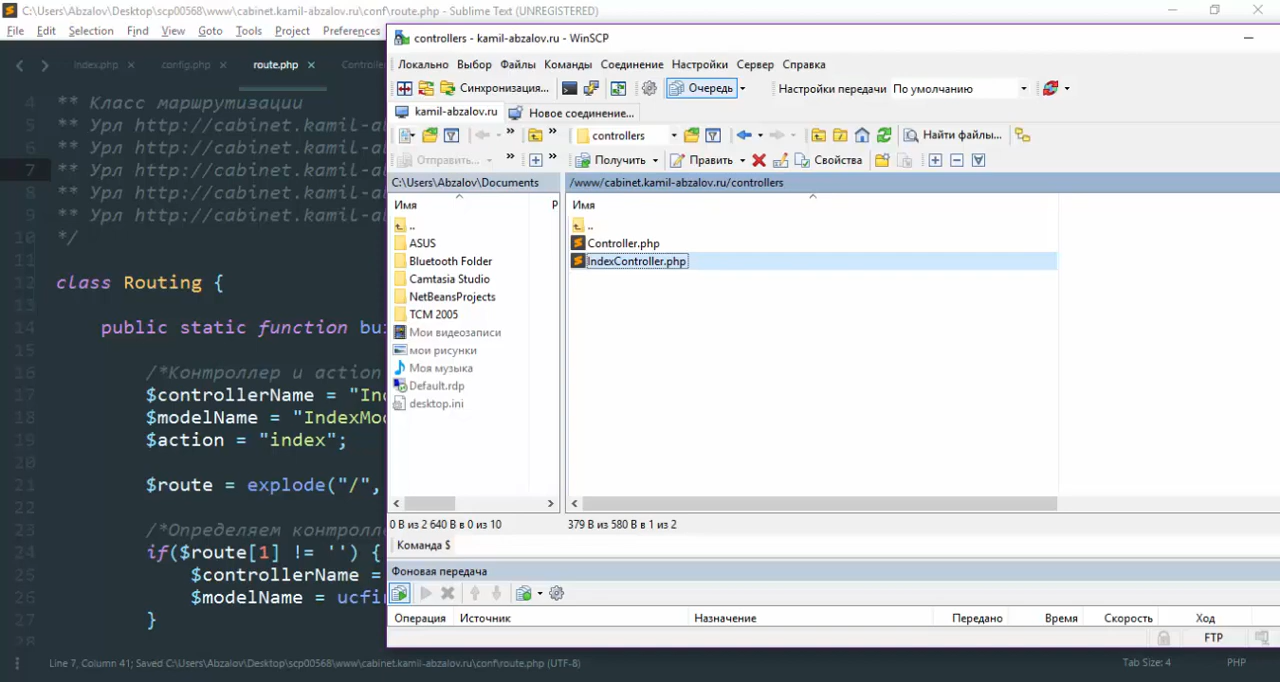 C:\Users\Abzalov\Desktop\scp00568\www\cabinet.kamil-abzalov.ru\conf\route.php - Sublime Text (UNREGISTERED)
File Edit Selection Find View Goto Tools Project Preferences
index.php config.php route.php Controlle
4 ** Класс маршрутизации
5 ** Урл http://cabinet.kamil-a
6 ** Урл http://cabinet.kamil-a
7 ** Урл http://cabinet.kamil-a
8 ** Урл http://cabinet.kamil-a
9 ** Урл http://cabinet.kamil-a
10 */
11
12 class Routing {
13
14 public static function bu
15
16 /*Контроллер и action
17 $controllerName = "Ind
18 $modelName = "IndexMod
19 $action = "index";
20
21 $route = explode("/",
22
23 /*Определяем контролл
24 if($route[1] != '') {
25 $controllerName =
26 $modelName = ucfi
27 }
28
Line 7, Column 41; Saved C:\Users\Abzalov\Desktop\scp00568\www\cabinet.kamil-abzalov.ru\conf\route.php (UTF-8)
Tab Size: 4 PHP
controllers - kamil-abzalov.ru - WinSCP
Локально Выбор Файлы Команды Соединение Настройки Сервер Справка
Синхронизация... Очередь Настройки передачи По умолчанию
kamil-abzalov.ru Новое соединение...
controllers Найти файлы...
Отправить... Получить Править Свойства
C:\Users\Abzalov\Documents
Имя Р
..
ASUS
Bluetooth Folder
Camtasia Studio
NetBeansProjects
TCM 2005
Мои видеозаписи
мои рисунки
Моя музыка
Default.rdp
desktop.ini
0 B из 2 640 B в 0 из 10
/www/cabinet.kamil-abzalov.ru/controllers
Имя
..
Controller.php
IndexController.php
379 B из 580 B в 1 из 2
Команда $
Фоновая передача
Операция Источник Назначение Передано Время Скорость Ход
FTP